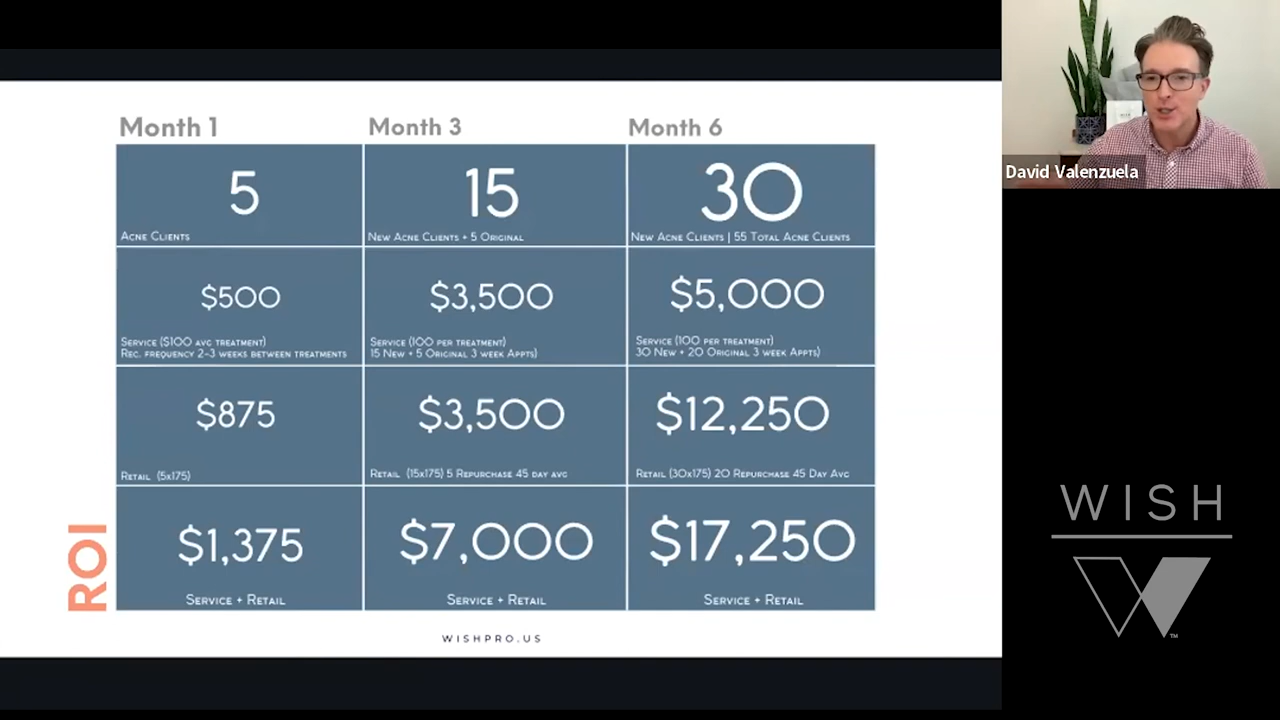 Month 1
Month 3
Month 6
5
Acne Clients
15
New Acne Clients + 5 Original
30
New Acne Clients | 55 Total Acne Clients
$500
Service ($100 avg treatment)
Rec. frequency 2-3 weeks between treatments
$3,500
Service (100 per treatment)
15 New + 5 Original 3 week Appts)
$5,000
Service (100 per treatment)
30 New + 20 Original 3 week Appts)
$875
Retail (5x175)
$3,500
Retail (15x175) 5 Repurchase 45 day avg
$12,250
Retail (30x175) 20 Repurchase 45 Day Avg
ROI
$1,375
Service + Retail
$7,000
Service + Retail
$17,250
Service + Retail
WISHPRO.US
David Valenzuela
WISH
TM